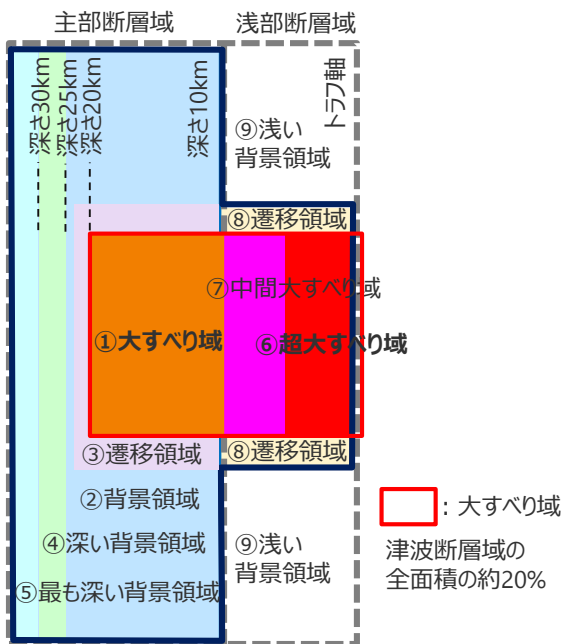 主部断層域
浅部断層域
深さ30km
深さ25km
深さ20km
深さ10km
トラフ軸
⑨浅い
背景領域
⑧遷移領域
⑦中間大すべり域
①大すべり域
⑥超大すべり域
③遷移領域
⑧遷移領域
②背景領域
④深い背景領域
⑤最も深い背景領域
⑨浅い
背景領域
：大すべり域
津波断層域の
全面積の約20%